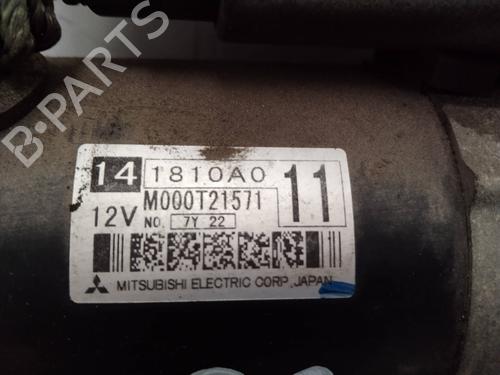 B-PARTS
14 1810A0 11
12V M000T21571
NO. 7Y 22
MITSUBISHI ELECTRIC CORP. JAPAN